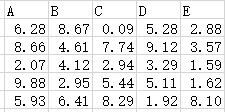 A B C D E
6.28 8.67 0.09 5.28 2.88
8.66 4.61 7.74 9.12 3.57
2.07 4.12 2.94 3.29 1.59
9.88 2.95 5.44 5.11 1.62
5.93 6.41 8.29 1.92 8.10